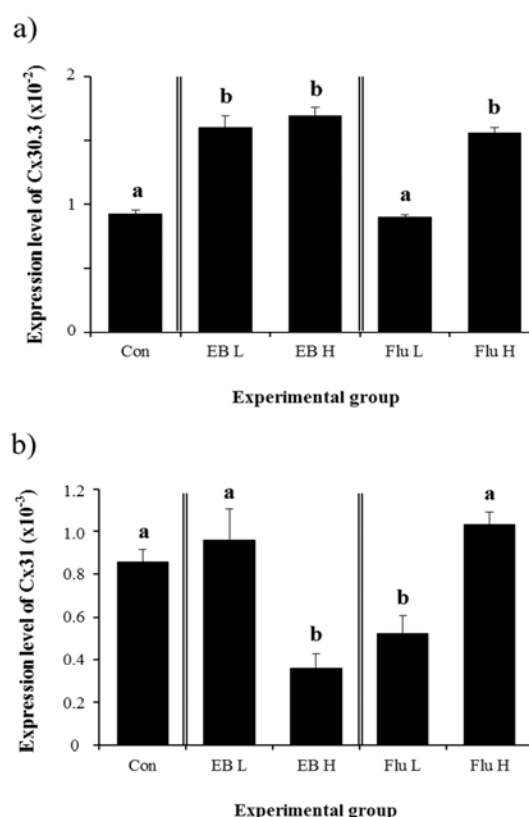 a)
Expression level of Cx30.3 (x10⁻²)
2
1
0
a
b
b
a
b
Con
EB L
EB H
Flu L
Flu H
Experimental group
b)
Expression level of Cx31 (x10⁻³)
1.2
1.0
0.8
0.6
0.4
0.2
0
a
a
b
b
a
Con
EB L
EB H
Flu L
Flu H
Experimental group